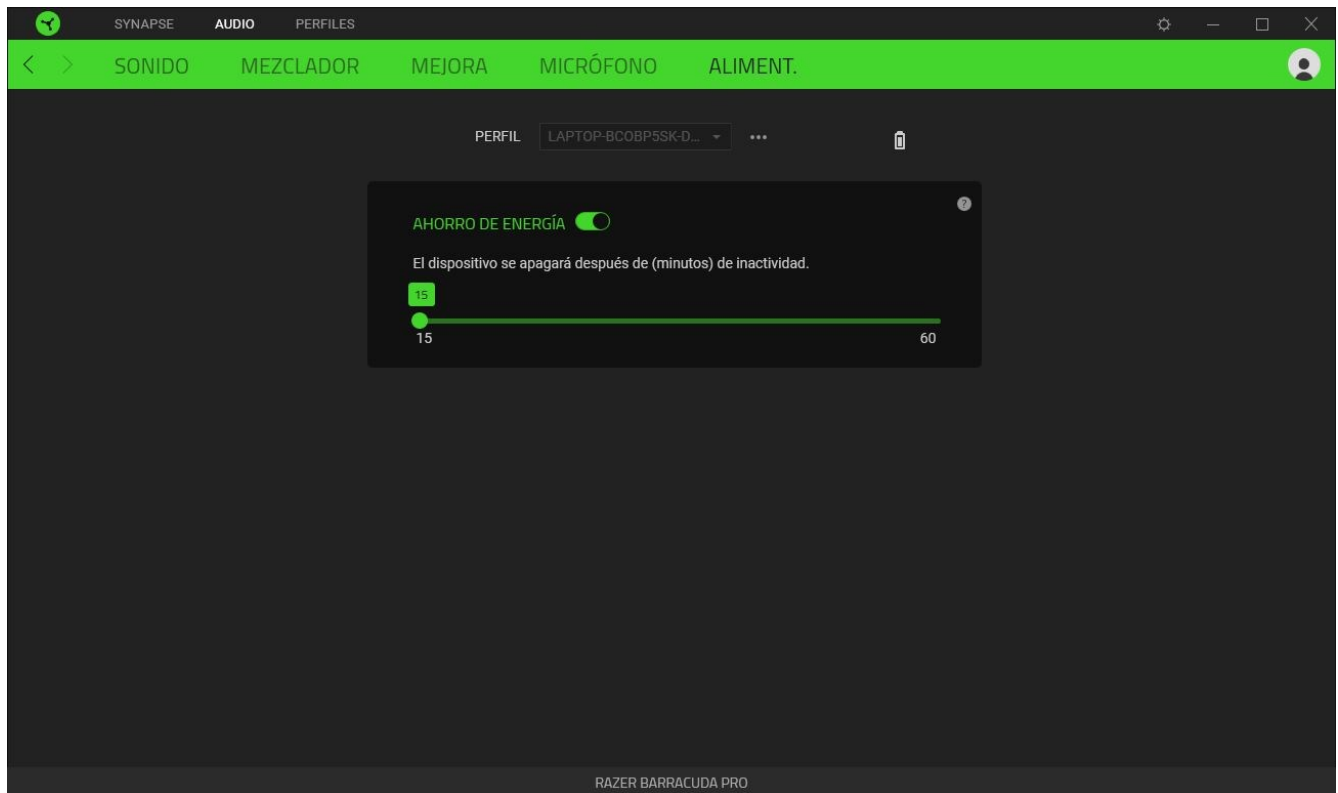 SYNAPSE AUDIO PERFILES
SONIDO MEZCLADOR MEJORA MICRÓFONO ALIMENT.
PERFIL LAPTOP-BCOBP5SK-D... •••
AHORRO DE ENERGÍA ?
El dispositivo se apagará después de (minutos) de inactividad.
15
15 60
RAZER BARRACUDA PRO